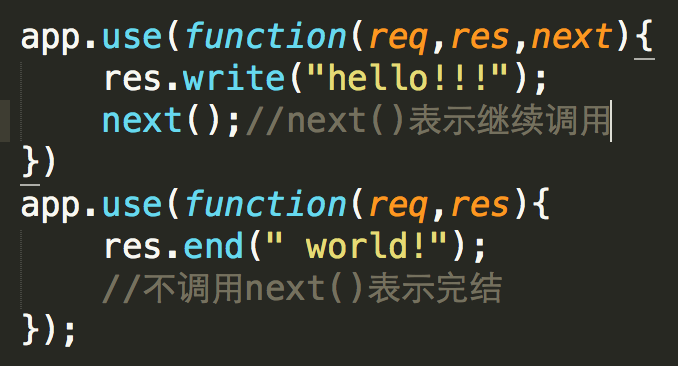 app.use(function(req,res,next){
    res.write("hello!!!");
    next();//next()表示继续调用
})
app.use(function(req,res){
    res.end(" world!");
    //不调用next()表示完结
});